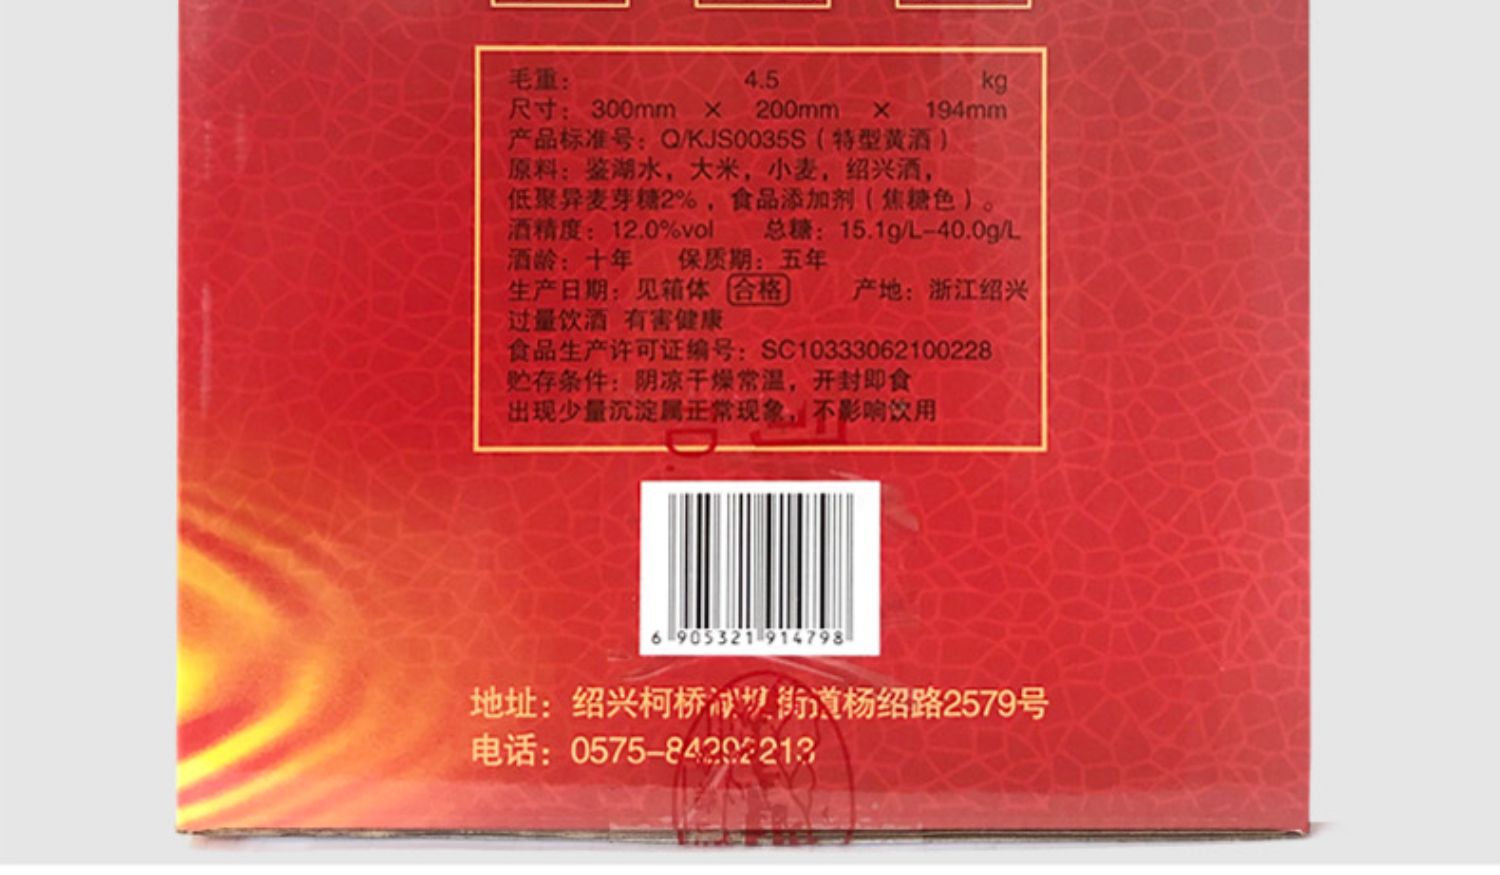 毛重： 4.5 kg
尺寸： 300mm × 200mm × 194mm
产品标准号：Q/KJS0035S（特型黄酒）
原料：鉴湖水，大米，小麦，绍兴酒，
低聚异麦芽糖2%，食品添加剂（焦糖色）。
酒精度：12.0%vol 总糖：15.1g/L-40.0g/L
酒龄：十年 保质期：五年
生产日期：见箱体 合格 产地：浙江绍兴
过量饮酒 有害健康
食品生产许可证编号：SC10333062100228
贮存条件：阴凉干燥常温，开封即食
出现少量沉淀属正常现象，不影响饮用
6 905321 914798
地址：绍兴柯桥 街道杨绍路2579号
电话：0575-84292213